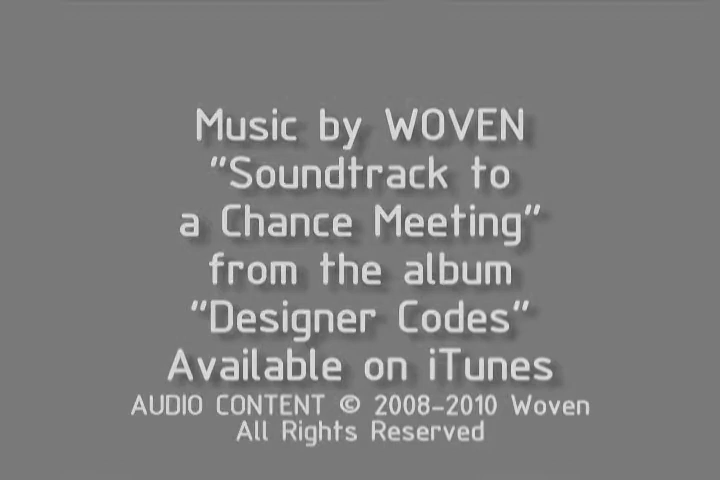 Music by WOVEN
"Soundtrack to
a Chance Meeting"
from the album
"Designer Codes"
Available on iTunes
AUDIO CONTENT © 2008-2010 Woven
All Rights Reserved